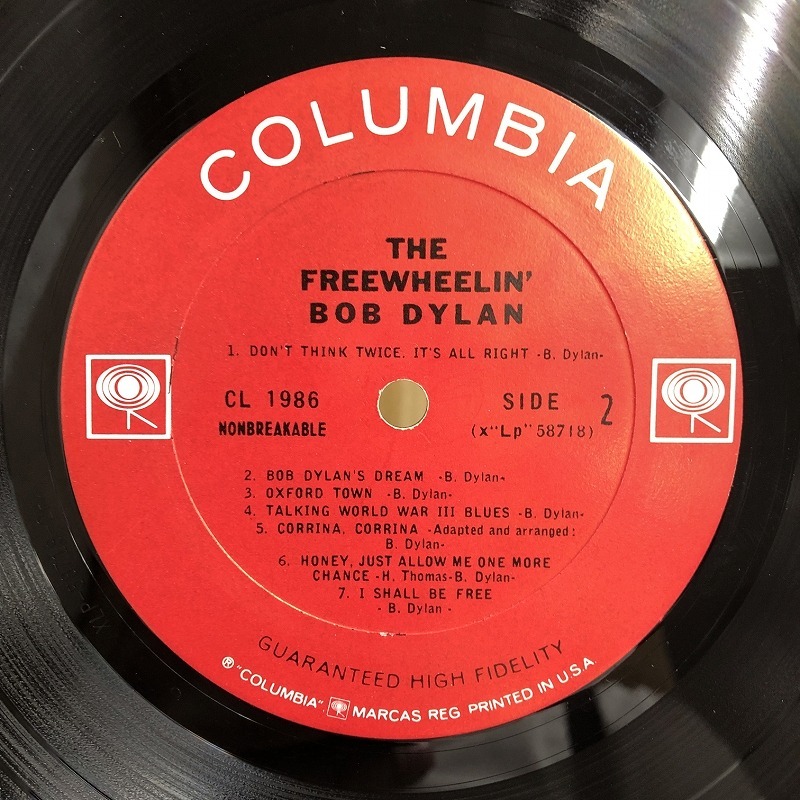 COLUMBIA
THE
FREEWHEELIN'
BOB DYLAN
1. DON'T THINK TWICE, IT'S ALL RIGHT -B. Dylan-
CL 1986
NONBREAKABLE
SIDE 2
(x"Lp"58718)
2. BOB DYLAN'S DREAM -B. Dylan-
3. OXFORD TOWN -B. Dylan-
4. TALKING WORLD WAR III BLUES -B. Dylan-
5. CORRINA, CORRINA -Adapted and arranged:
B. Dylan-
6. HONEY, JUST ALLOW ME ONE MORE
CHANCE -H. Thomas-B. Dylan-
7. I SHALL BE FREE
- B. Dylan -
GUARANTEED HIGH FIDELITY
® "COLUMBIA" MARCAS REG PRINTED IN U.S.A.